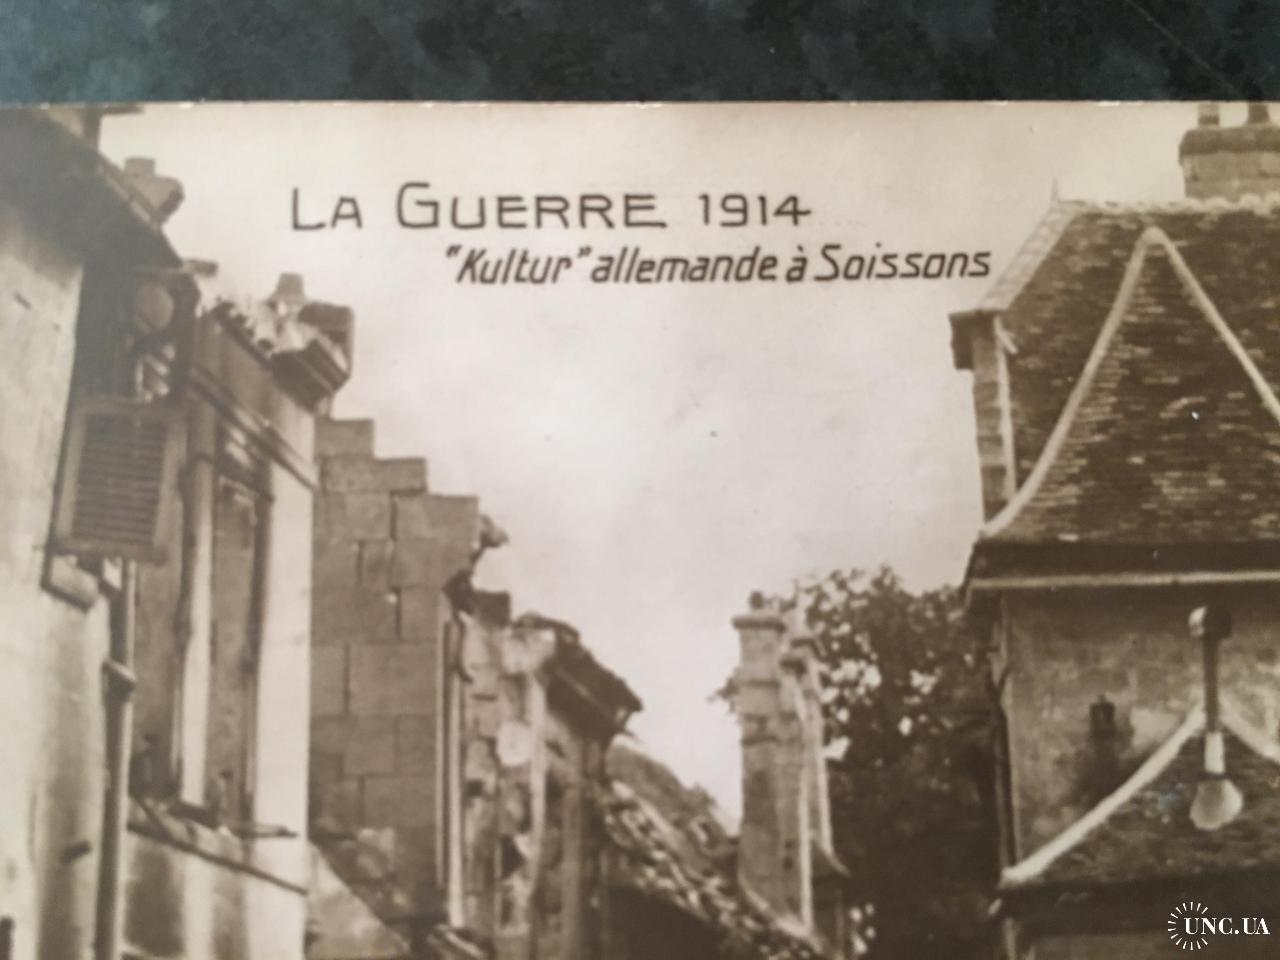 LA GUERRE 1914
"Kultur" allemande à Soissons
UNC.UA